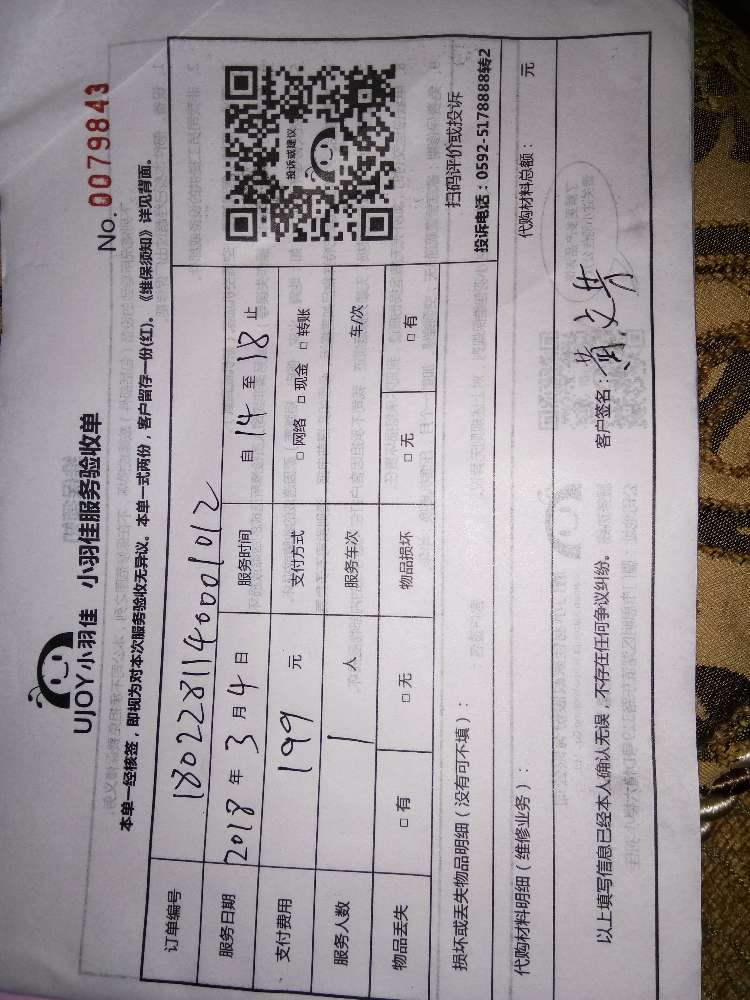 No. 0079843
UJOY小羽佳 小羽佳服务验收单
本单一经核签，即视为对本次服务验收无异议。本单一式两份，客户留存一份(红)。《维保须知》详见背面。
订单编号 1802281140001012
服务日期 2018 年 3 月 4 日 服务时间 自 14 至 18 止
支付费用 199 元 支付方式 □ 网络 □ 现金 □ 转账
服务人数 1 人 服务车次 车/次
物品丢失 □ 有 □ 无 物品损坏 □ 无 □ 有
投诉或建议
扫码评价或投诉
投诉电话：0592-5178888转2
损坏或丢失物品明细（没有可不填）：
代购材料明细（维修业务）： 代购材料总额： 元
以上填写信息已经本人确认无误，不存在任何争议纠纷。 客户签名：黄文芳